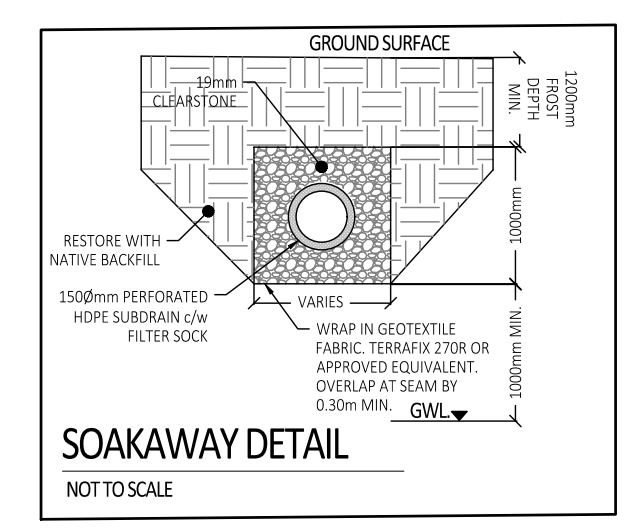 GROUND SURFACE
19mm
CLEARSTONE
1200mm
FROST
DEPTH
MIN.
1000mm
RESTORE WITH
NATIVE BACKFILL
150Ømm PERFORATED
HDPE SUBDRAIN c/w
FILTER SOCK
VARIES
WRAP IN GEOTEXTILE
FABRIC. TERRAFIX 270R OR
APPROVED EQUIVALENT.
OVERLAP AT SEAM BY
0.30m MIN.
1000mm MIN.
GWL.
SOAKAWAY DETAIL
NOT TO SCALE